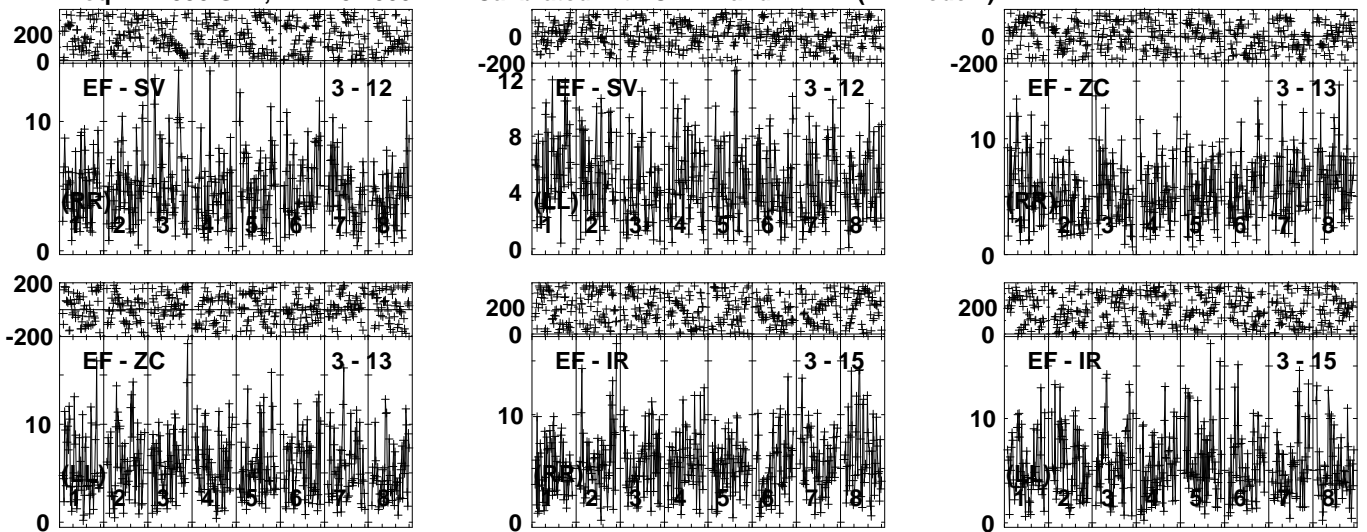 200 0 -200 200
0 -200 0
EF - SV 3 - 12 EF - SV 3 - 12 EF - ZC 3 - 13
12
10 8 10
4
(RR) (LL) (RR)
1 2 3 4 5 6 7 8 1 2 3 4 5 6 7 8 1 2 3 4 5 6 7 8
0 0 0
200 200 200
-200 0 0
EF - ZC 3 - 13 EF - IR 3 - 15 EF - IR 3 - 15
10 10 10
(LL) (RR) (LL)
1 2 3 4 5 6 7 8 1 2 3 4 5 6 7 8 1 2 3 4 5 6 7 8
0 0 0